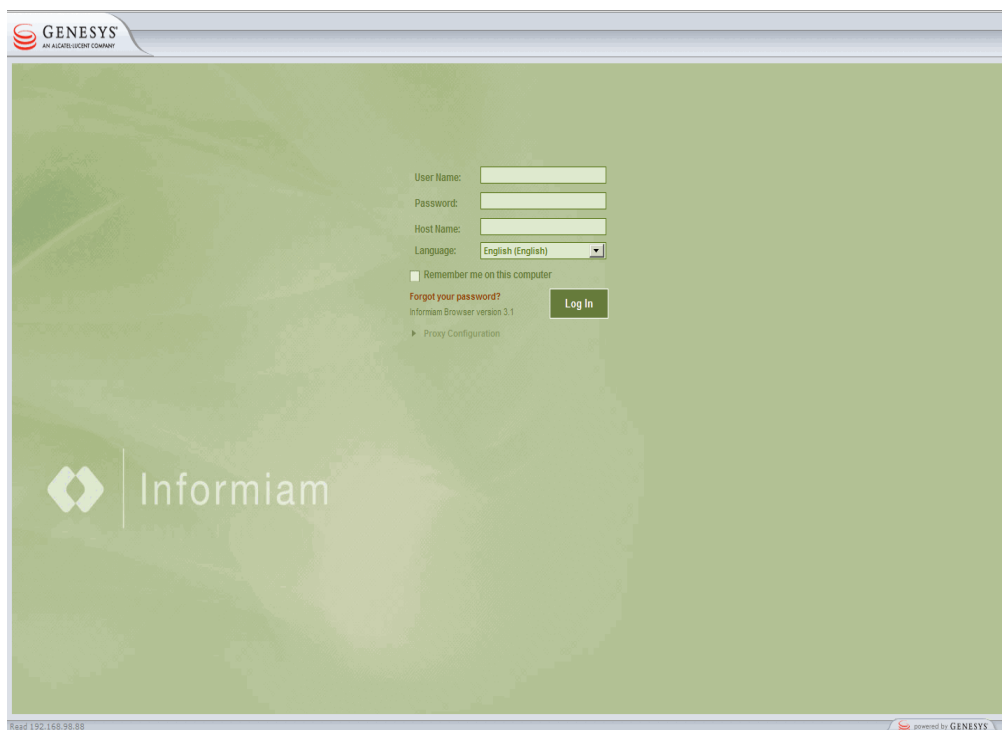 GENESYS
AN ALCATEL-LUCENT COMPANY
User Name:
Password:
Host Name:
Language: English (English)
Remember me on this computer
Forgot your password?
Log In
Informiam Browser version 3.1
Proxy Configuration
Informiam
Read 192.168.98.88
powered by GENESYS